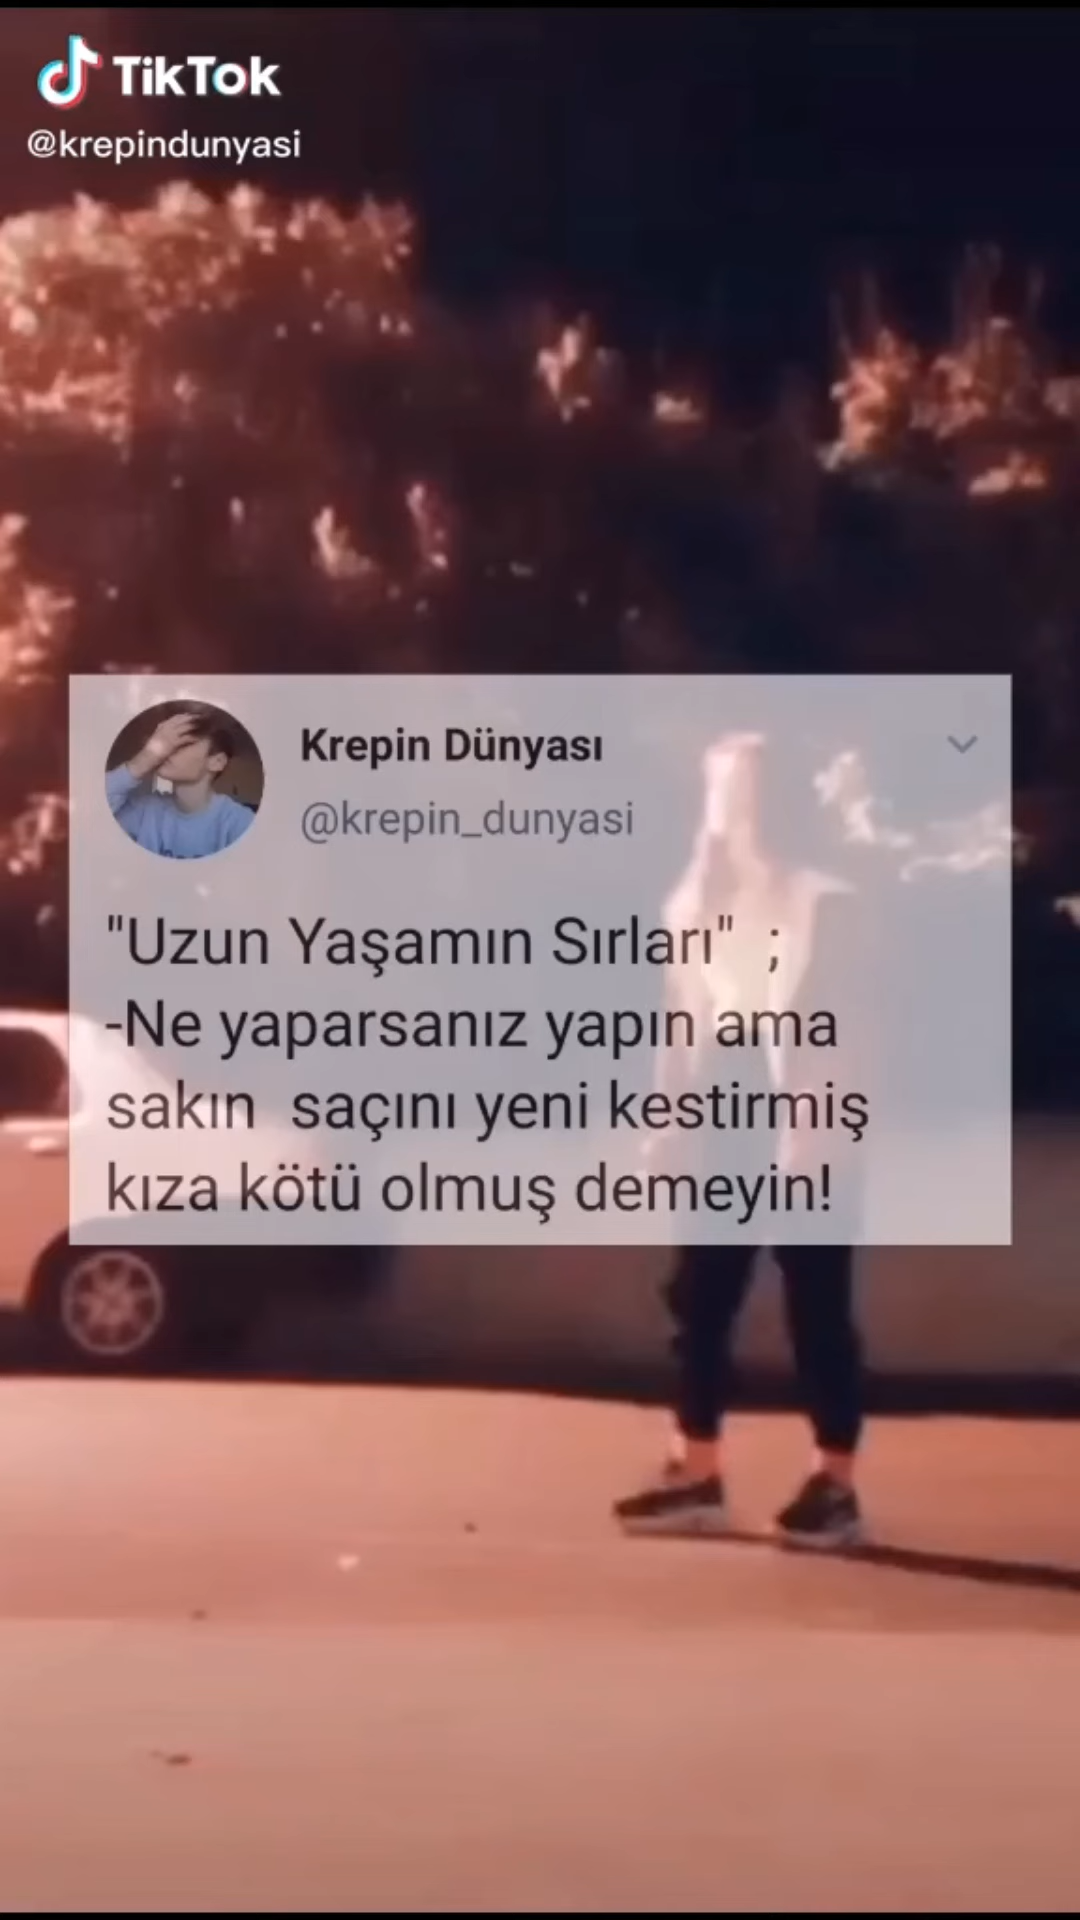 TikTok
@krepindunyasi
Krepin Dünyası
@krepin_dunyasi
"Uzun Yaşamın Sırları"  ;
-Ne yaparsanız yapın ama
sakın  saçını yeni kestirmiş
kıza kötü olmuş demeyin!